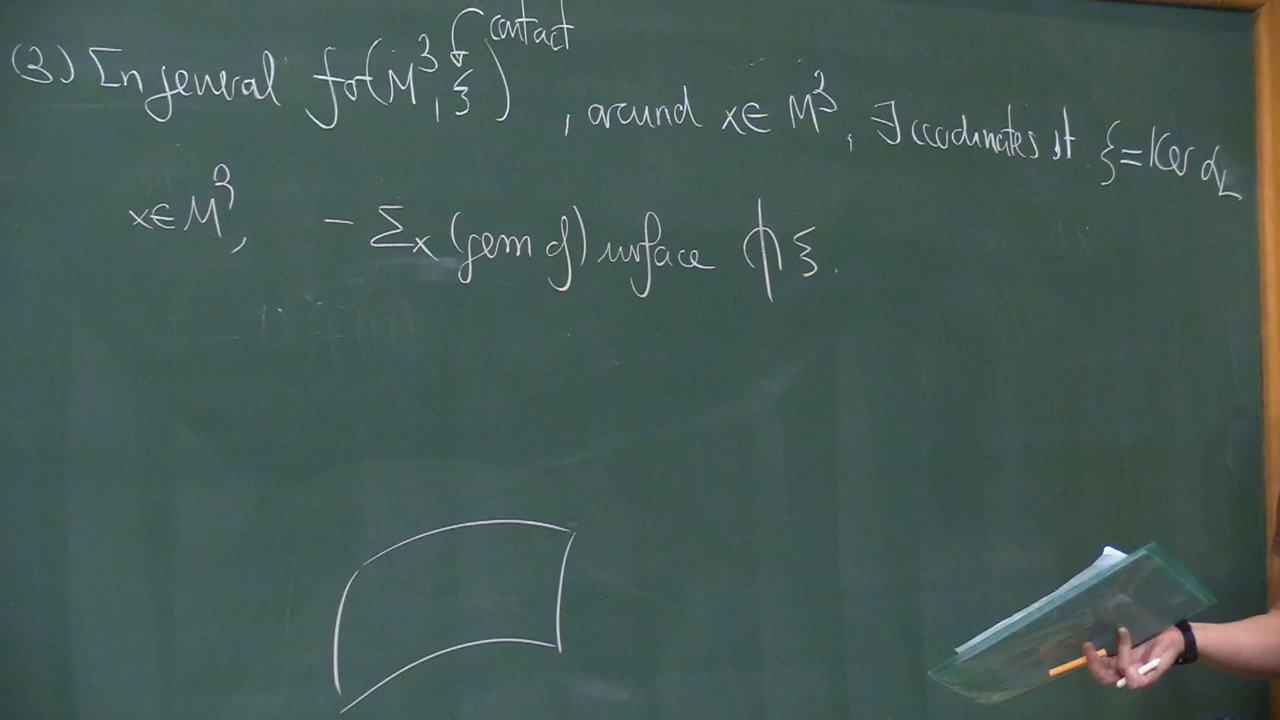 contact
(3) In general for (M³, ξ), around x ∈ M³, ∃ coordinates st ξ = Ker α_L
x ∈ M³, - Σ_x (germ of) surface ⋔ ξ.